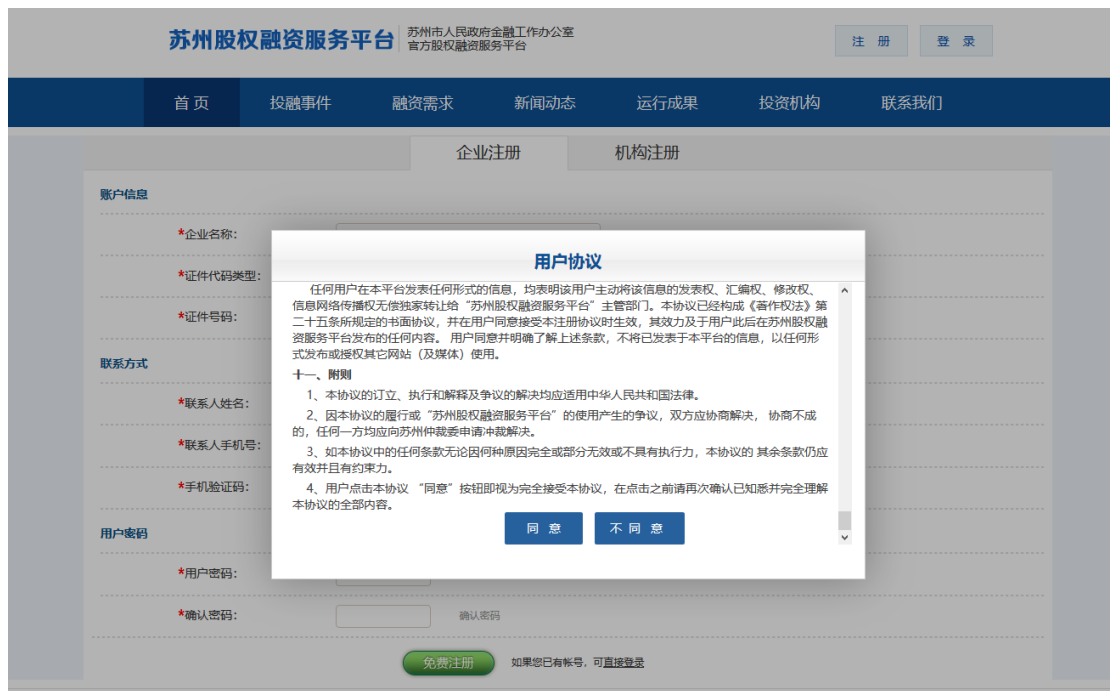 苏州股权融资服务平台
苏州市人民政府金融工作办公室
官方股权融资服务平台
注 册
登 录
首 页
投融事件
融资需求
新闻动态
运行成果
投资机构
联系我们
企业注册
机构注册
账户信息
*企业名称:
*证件代码类型:
*证件号码:
联系方式
*联系人姓名:
*联系人手机号:
*手机验证码:
用户密码
*用户密码:
*确认密码:
确认密码
免费注册
如果您已有帐号，可直接登录
用户协议
任何用户在本平台发表任何形式的信息，均表明该用户主动将该信息的发表权、汇编权、修改权、
信息网络传播权无偿独家转让给“苏州股权融资服务平台”主管部门。本协议已经构成《著作权法》第
二十五条所规定的书面协议，并在用户同意接受本注册协议时生效，其效力及于用户此后在苏州股权融
资服务平台发布的任何内容。 用户同意并明确了解上述条款，不将已发表于本平台的信息，以任何形
式发布或授权其它网站（及媒体）使用。
十一、附则
1、本协议的订立、执行和解释及争议的解决均应适用中华人民共和国法律。
2、因本协议的履行或“苏州股权融资服务平台”的使用产生的争议，双方应协商解决， 协商不成
的，任何一方均应向苏州仲裁委申请冲裁解决。
3、如本协议中的任何条款无论因何种原因完全或部分无效或不具有执行力，本协议的 其余条款仍应
有效并且有约束力。
4、用户点击本协议 “同意”按钮即视为完全接受本协议，在点击之前请再次确认已知悉并完全理解
本协议的全部内容。
同 意
不 同 意